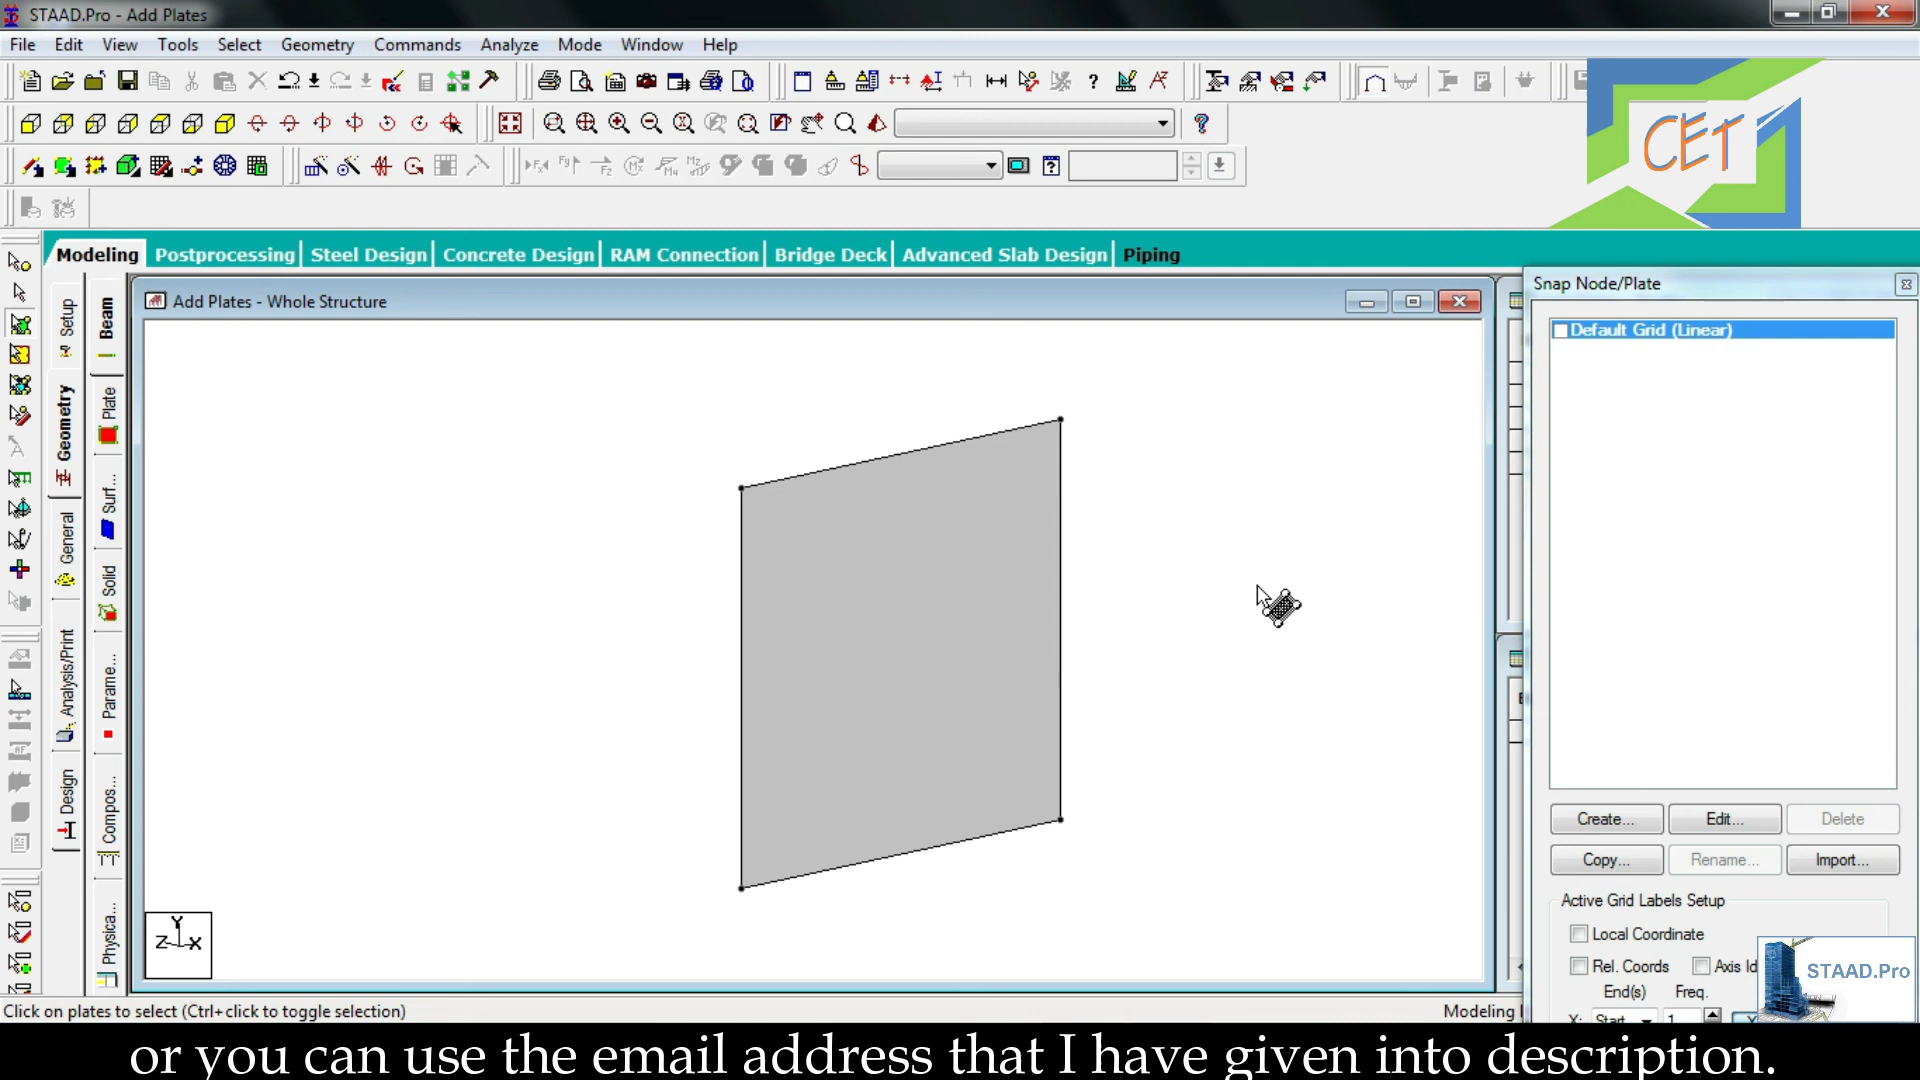 STAAD.Pro - Add Plates
File Edit View Tools Select Geometry Commands Analyze Mode Window Help
CET
Modeling Postprocessing Steel Design Concrete Design RAM Connection Bridge Deck Advanced Slab Design Piping
Setup
Geometry
General
Analysis/Print
Design
Beam
Plate
Surf...
Solid
Parame...
Compos...
Physica...
Add Plates - Whole Structure
Y
Z X
Snap Node/Plate
Default Grid (Linear)
Create... Edit... Delete
Copy... Rename... Import...
Active Grid Labels Setup
Local Coordinate
Rel. Coords Axis Id
End(s) Freq.
X: Start 1
STAAD.Pro
Click on plates to select (Ctrl+click to toggle selection)
Modeling
or you can use the email address that I have given into description.